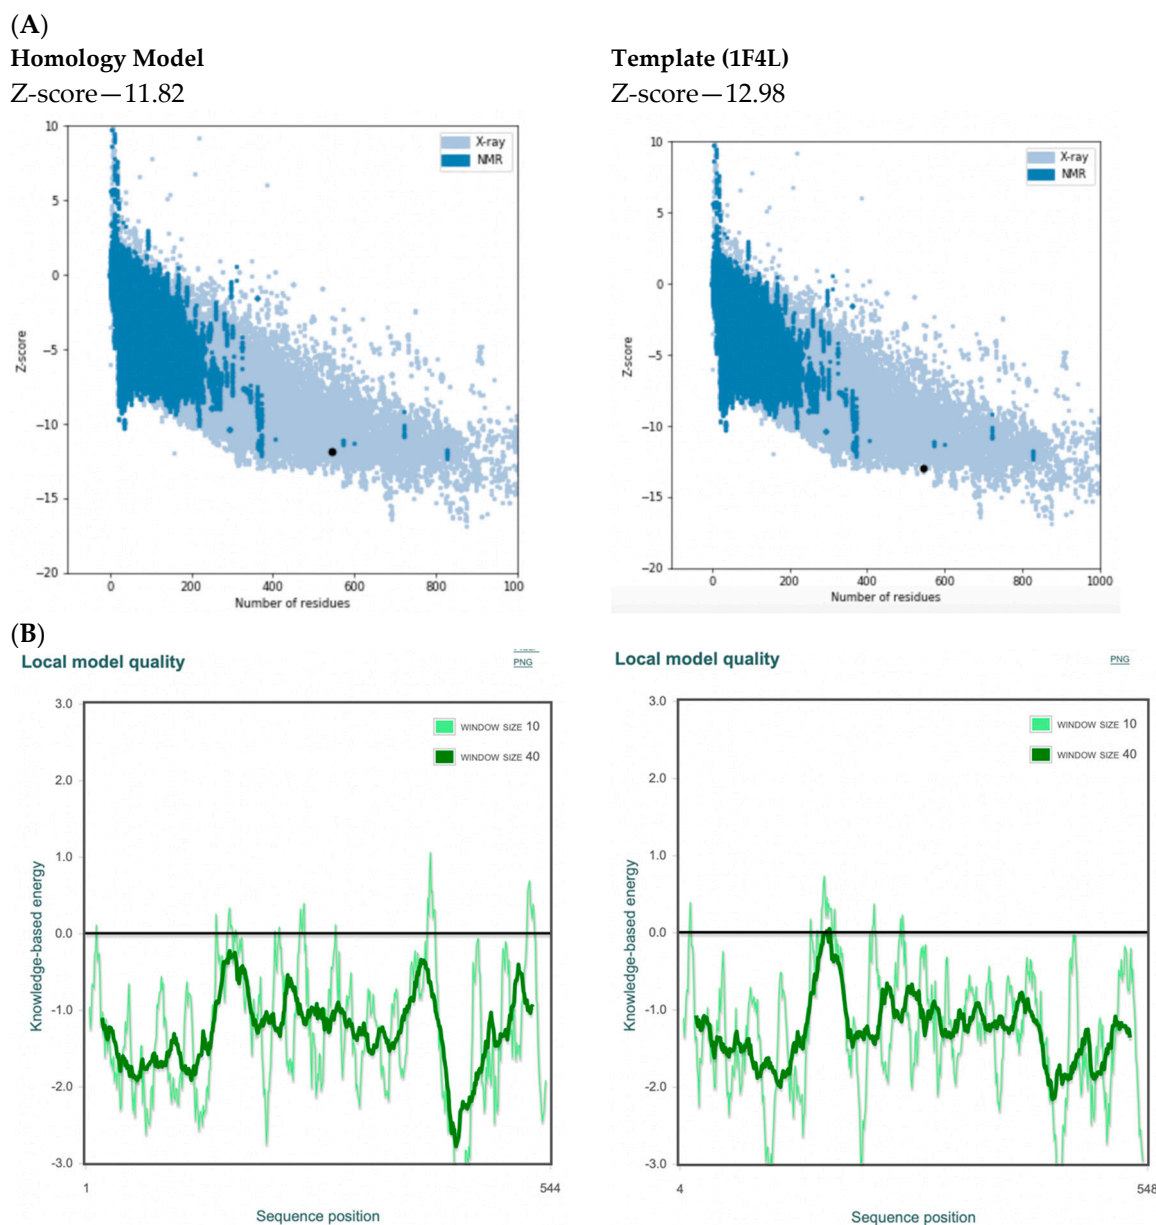 (A)
Homology Model
Template (1F4L)
Z-score—11.82
Z-score—12.98
10
5
0
−5
−10
−15
−20
Z-score
X-ray
NMR
0
200
400
600
800
1000
Number of residues
10
5
0
−5
−10
−15
−20
Z-score
X-ray
NMR
0
200
400
600
800
1000
Number of residues
(B)
Local model quality
PNG
3.0
2.0
1.0
0.0
-1.0
-2.0
-3.0
Knowledge-based energy
WINDOW SIZE 10
WINDOW SIZE 40
1
544
Sequence position
Local model quality
PNG
3.0
2.0
1.0
0.0
-1.0
-2.0
-3.0
Knowledge-based energy
WINDOW SIZE 10
WINDOW SIZE 40
4
548
Sequence position